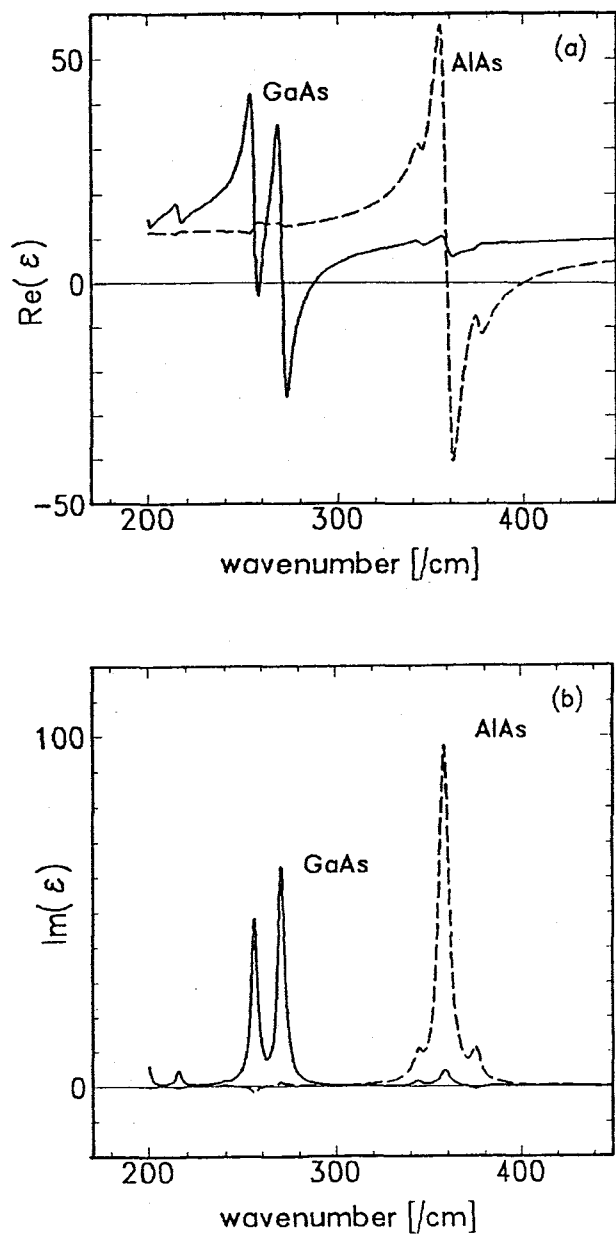 (a)
50
AlAs
GaAs
Re(ε)
0
−50
200
300
400
wavenumber [/cm]
(b)
100
AlAs
GaAs
Im(ε)
0
200
300
400
wavenumber [/cm]